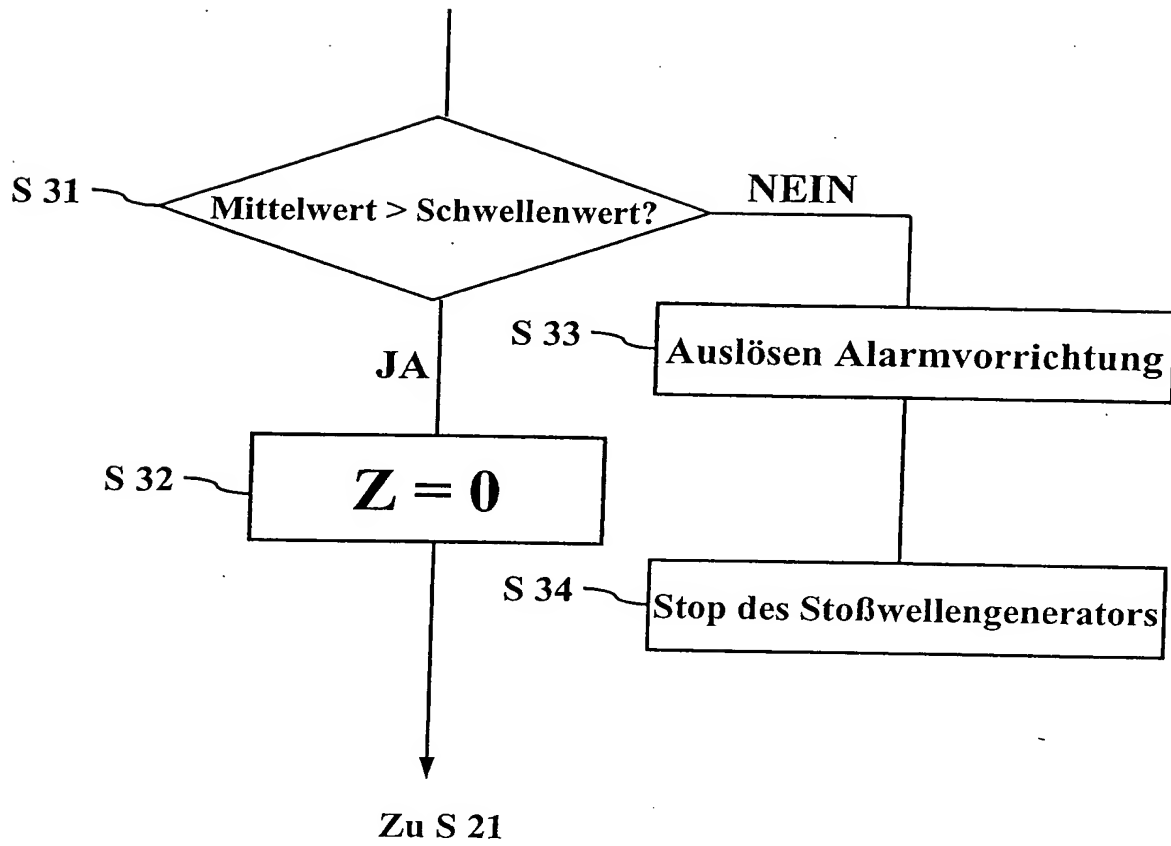 S 31
Mittelwert > Schwellenwert?
NEIN
JA
S 33
Auslösen Alarmvorrichtung
S 32
Z = 0
S 34
Stop des Stoßwellengenerators
Zu S 21